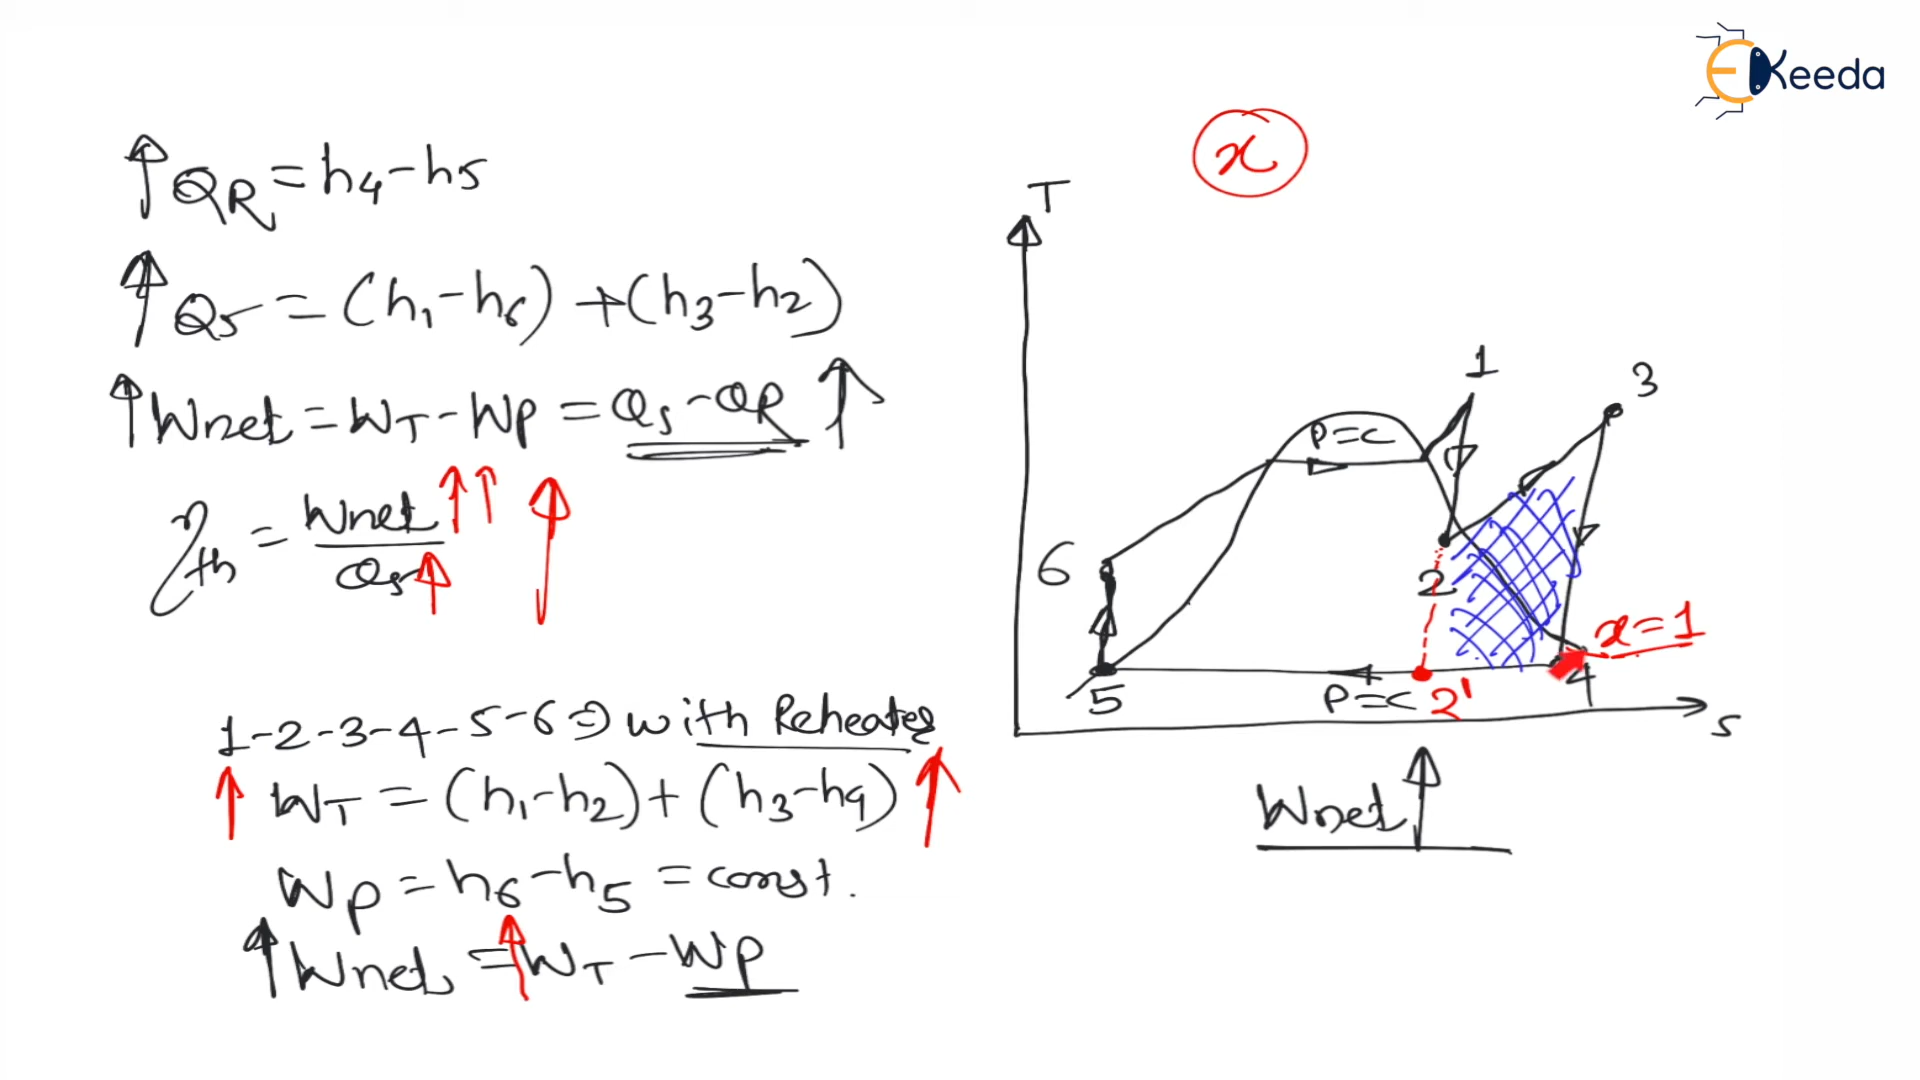 EKeeda
↑QR = h4 - h5
↑Qs = (h1 - h6) + (h3 - h2)
↑Wnet = WT - WP = Qs - QR ↑
ηth = Wnet ↑↑ / Qs ↑ ↑
1-2-3-4-5-6 ⇒ with Reheater
↑ WT = (h1-h2) + (h3-h4) ↑
WP = h6 - h5 = const.
↑Wnet = ↑WT - WP
x
T
1
3
P=C
6
2
x=1
4
5
P=C
2'
s
Wnet↑